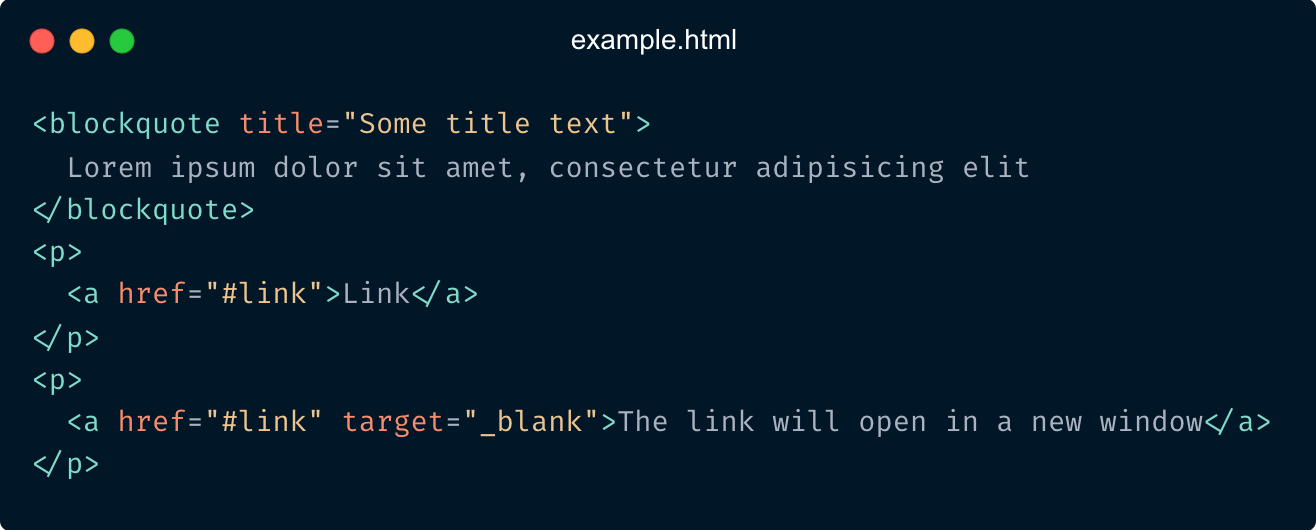 example.html
<blockquote title="Some title text">
  Lorem ipsum dolor sit amet, consectetur adipisicing elit
</blockquote>
<p>
  <a href="#link">Link</a>
</p>
<p>
  <a href="#link" target="_blank">The link will open in a new window</a>
</p>